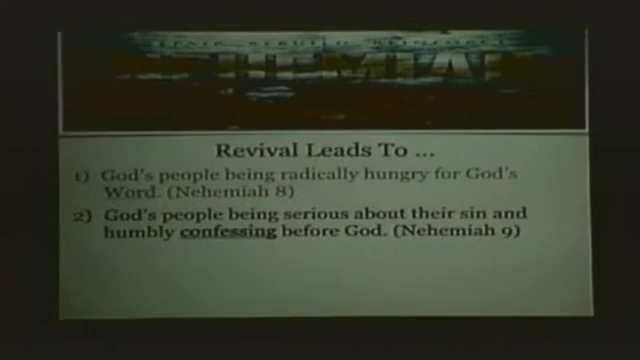 NEHEMIAH
Revival Leads To ...
1) God's people being radically hungry for God's
Word. (Nehemiah 8)
2) God's people being serious about their sin and
humbly confessing before God. (Nehemiah 9)